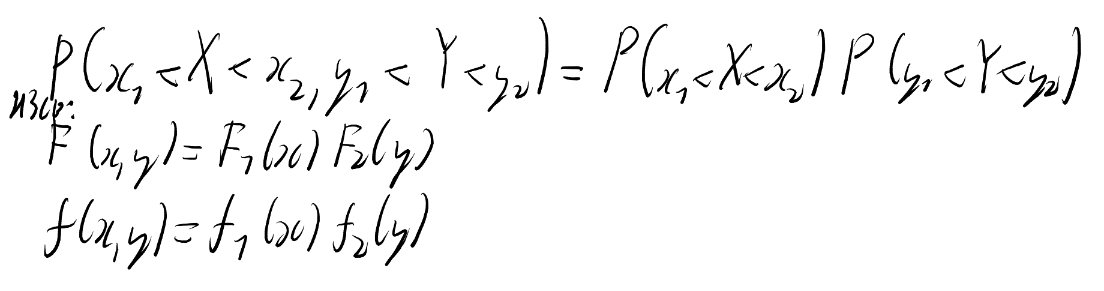 P(x₁ < X < x₂, y₁ < Y < y₂) = P(x₁ < X < x₂) P(y₁ < Y < y₂)
F(x, y) = F₁(x) F₂(y)
f(x, y) = f₁(x) f₂(y)